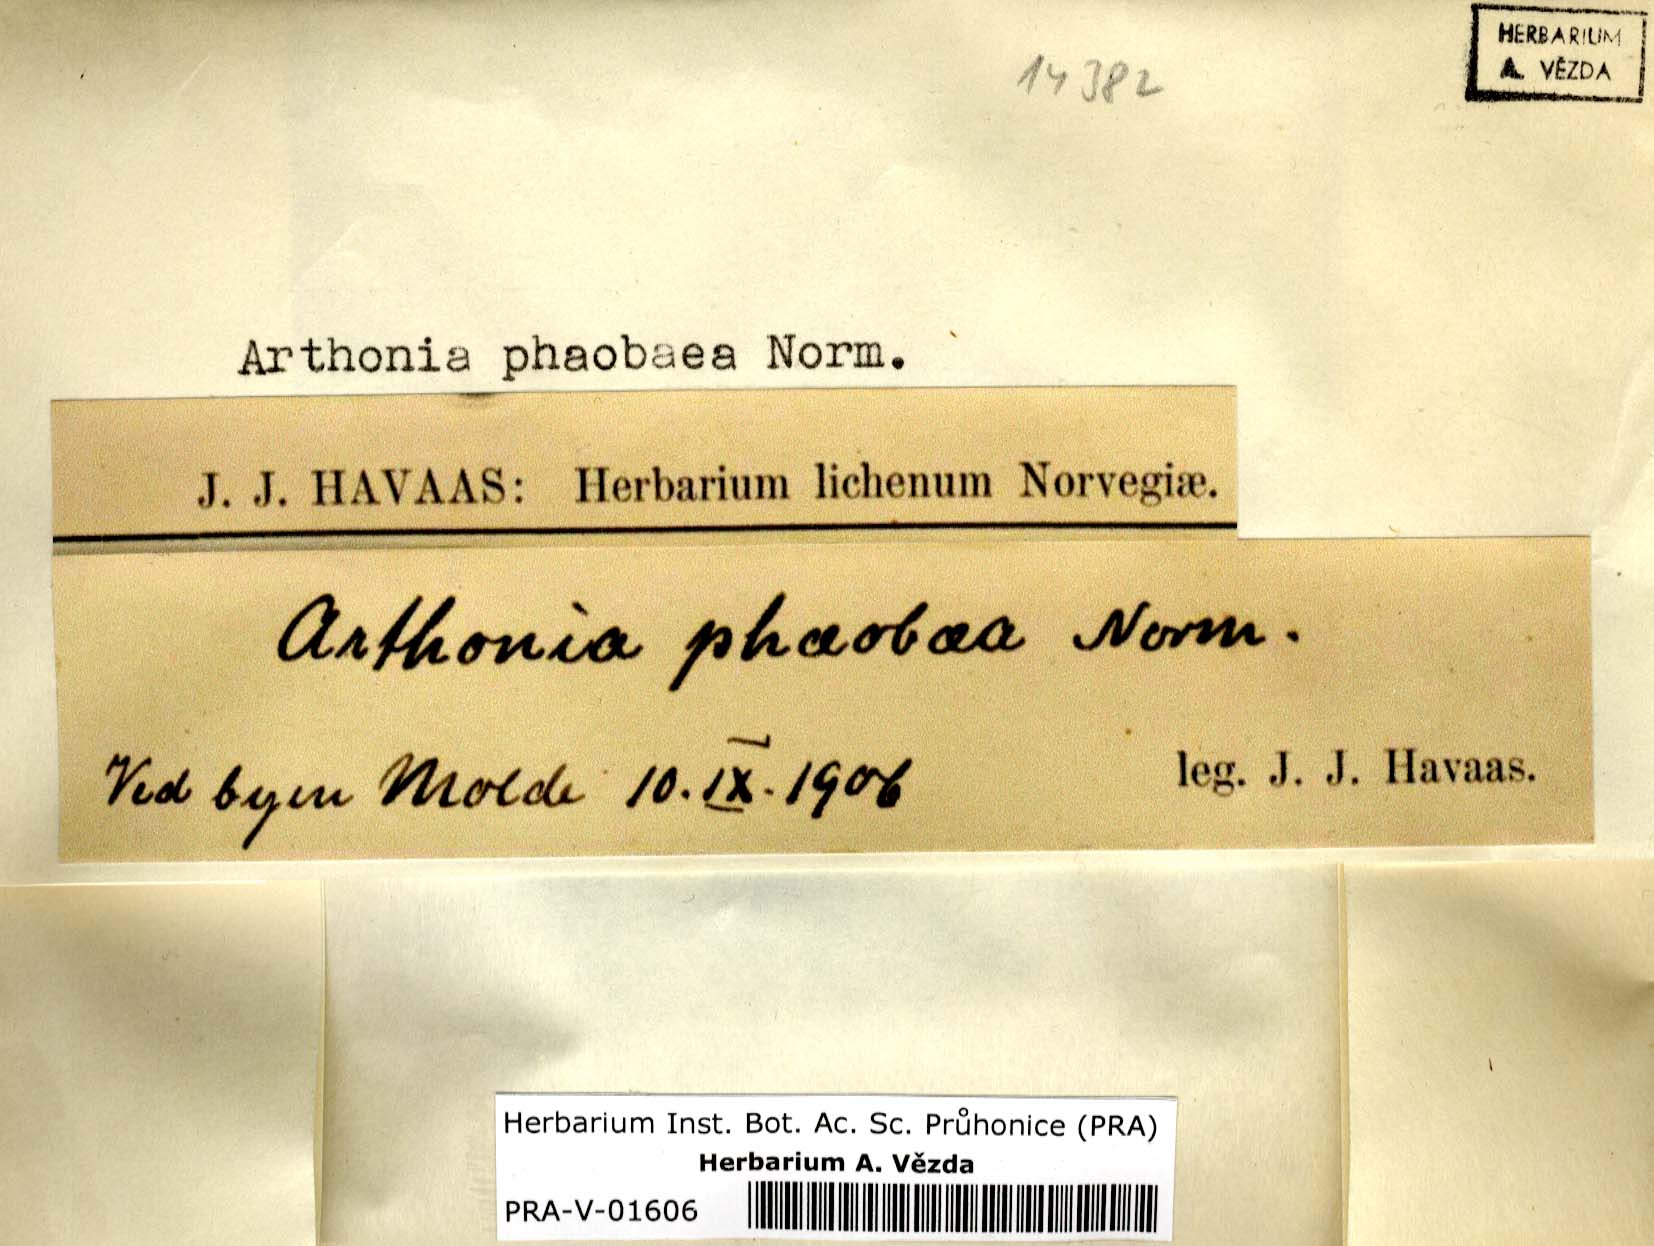 14382
HERBARIUM
A. VĚZDA
Arthonia phaobaea Norm.
J. J. HAVAAS: Herbarium lichenum Norvegiæ.
Arthonia phæobæa Norm.
Ved byen Molde 10. IX. 1906
leg. J. J. Havaas.
Herbarium Inst. Bot. Ac. Sc. Průhonice (PRA)
Herbarium A. Vězda
PRA-V-01606